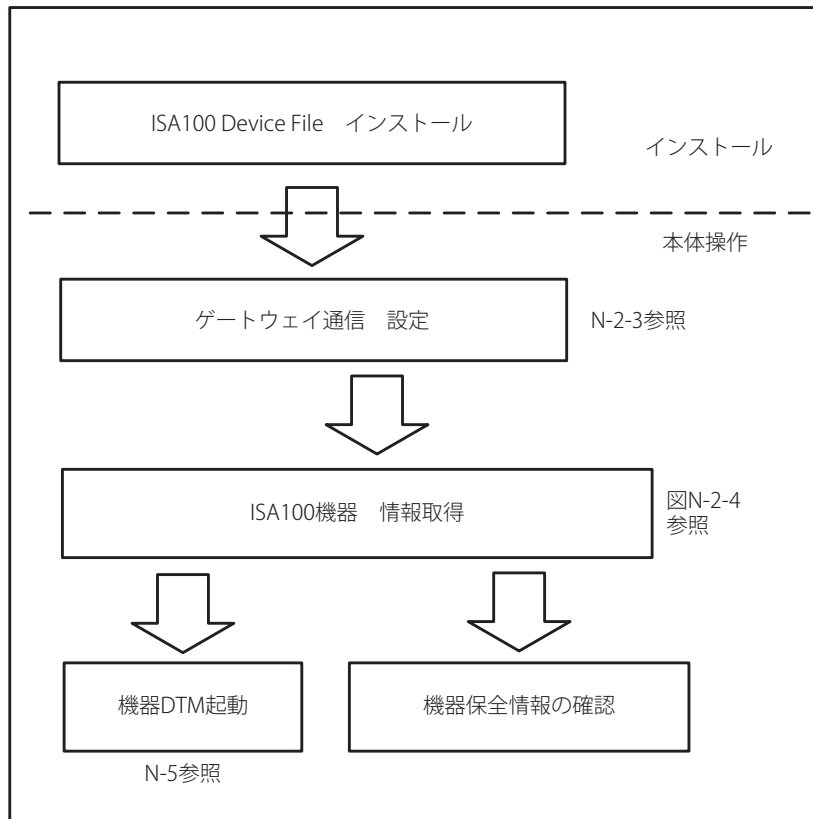 ISA100 Device File　インストール
インストール
本体操作
ゲートウェイ通信　設定
N-2-3参照
ISA100機器　情報取得
図N-2-4
参照
機器DTM起動
機器保全情報の確認
N-5参照